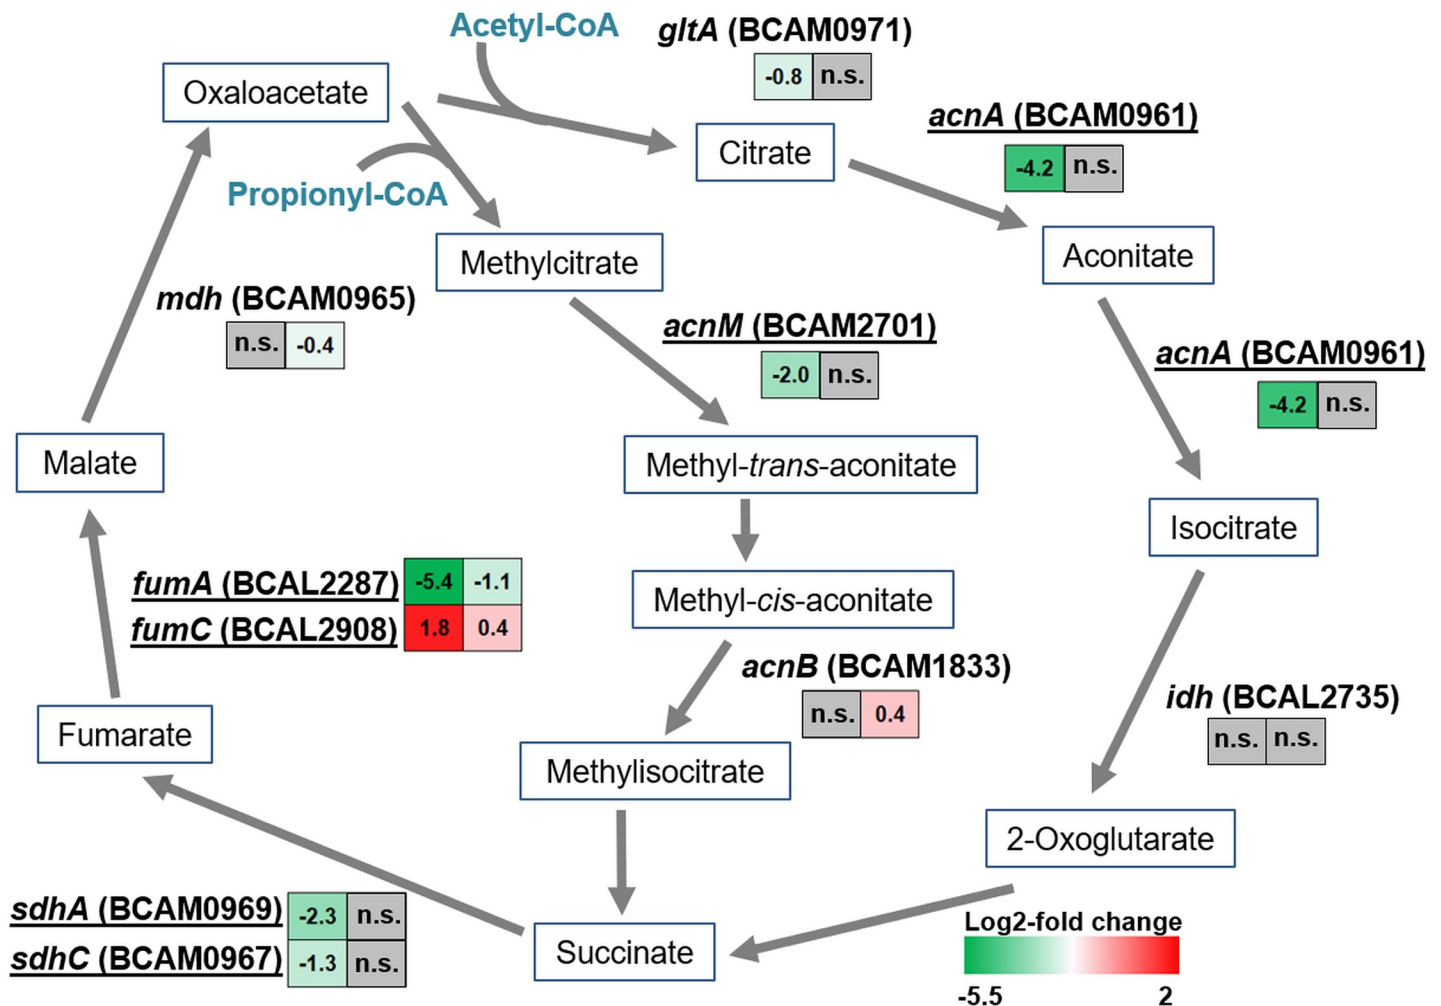 Acetyl-CoA
gltA (BCAM0971)
-0.8 n.s.
Oxaloacetate
acnA (BCAM0961)
-4.2 n.s.
Citrate
Propionyl-CoA
Methylcitrate
Aconitate
mdh (BCAM0965)
n.s. -0.4
acnM (BCAM2701)
-2.0 n.s.
acnA (BCAM0961)
-4.2 n.s.
Malate
Methyl-trans-aconitate
Isocitrate
fumA (BCAL2287) -5.4 -1.1
fumC (BCAL2908) 1.8 0.4
Methyl-cis-aconitate
acnB (BCAM1833)
n.s. 0.4
idh (BCAL2735)
n.s. n.s.
Fumarate
Methylisocitrate
2-Oxoglutarate
sdhA (BCAM0969) -2.3 n.s.
sdhC (BCAM0967) -1.3 n.s.
Succinate
Log2-fold change
-5.5 2